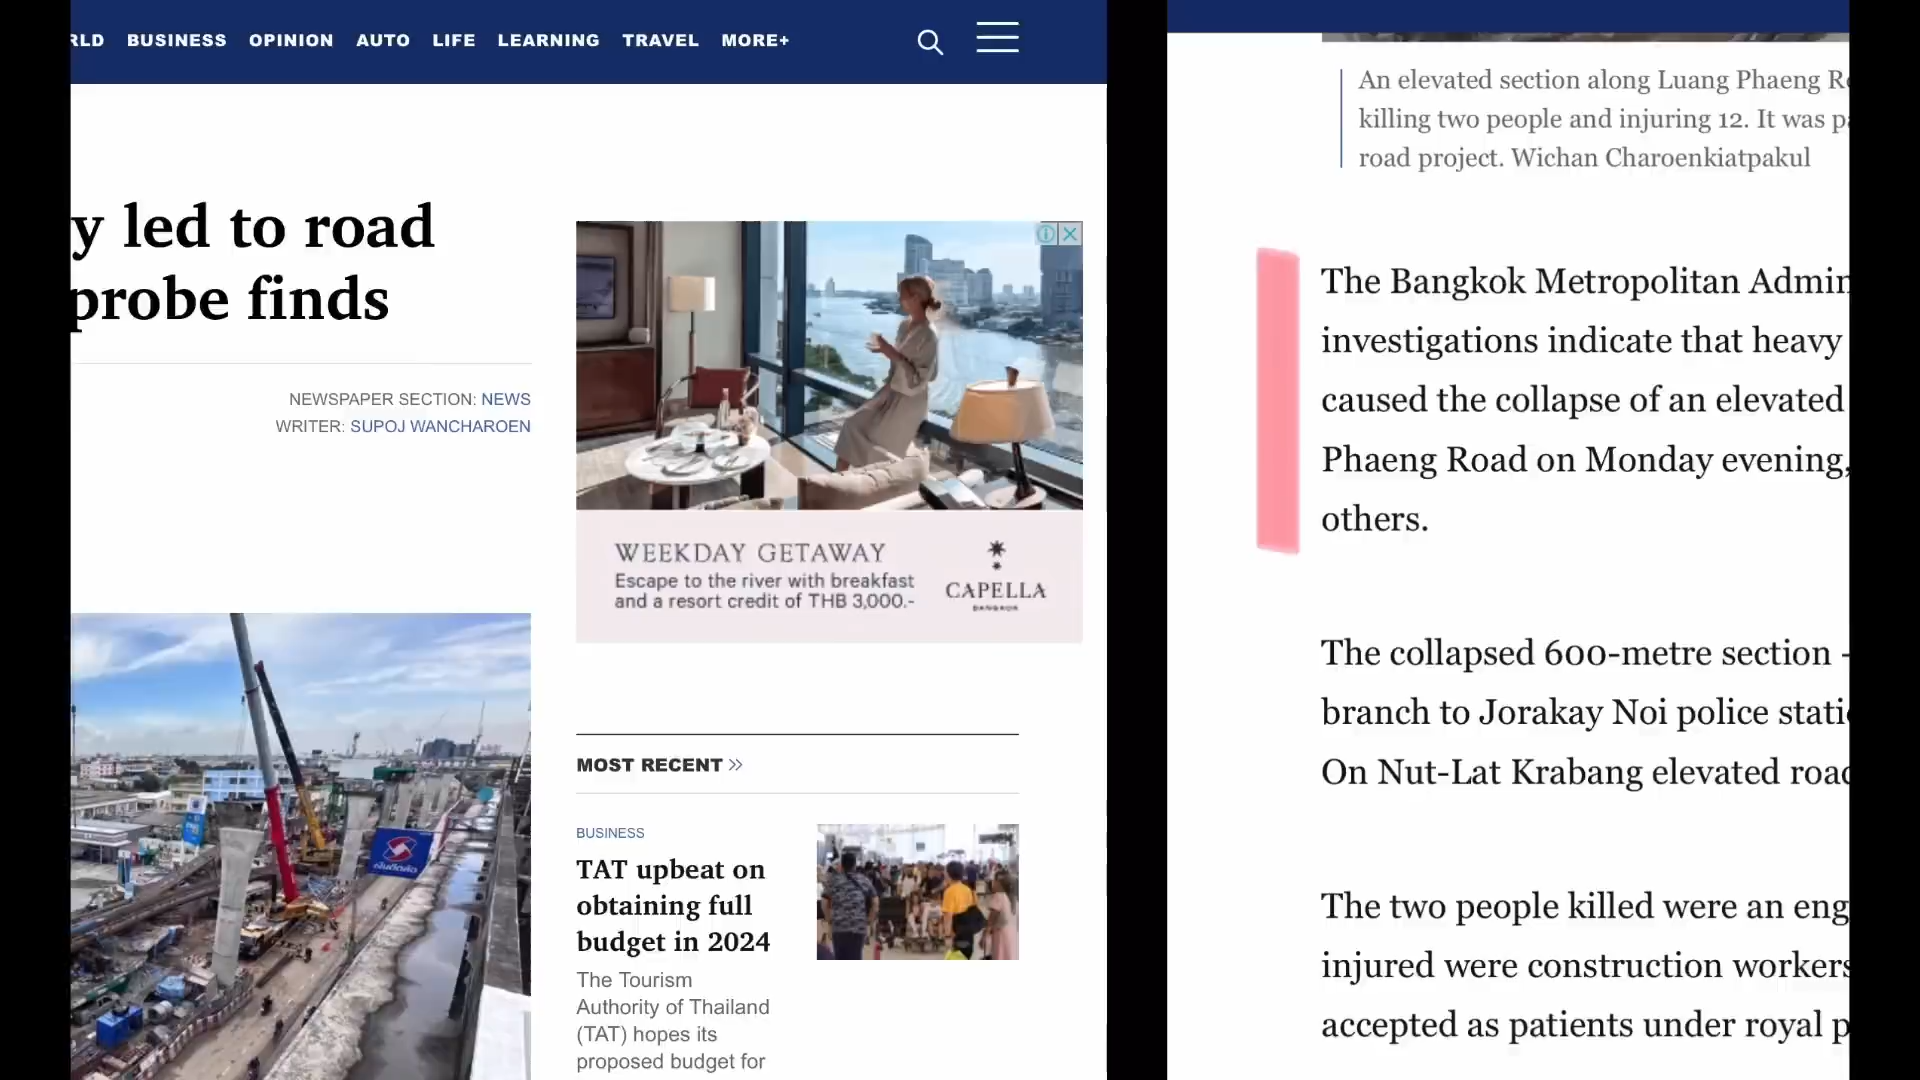 BUSINESS OPINION AUTO LIFE LEARNING TRAVEL MORE+
led to road
probe finds
NEWSPAPER SECTION: NEWS
WRITER: SUPOJ WANCHAROEN
WEEKDAY GETAWAY
Escape to the river with breakfast
and a resort credit of THB 3,000.-
CAPELLA
BANGKOK
MOST RECENT
BUSINESS
TAT upbeat on
obtaining full
budget in 2024
The Tourism
Authority of Thailand
(TAT) hopes its
proposed budget for
An elevated section along Luang Phaeng
killing two people and injuring 12. It was
road project. Wichan Charoenkiatpakul
The Bangkok Metropolitan
investigations indicate that heavy
caused the collapse of an elevated
Phaeng Road on Monday evening,
others.
The collapsed 600-metre section -
branch to Jorakay Noi police
On Nut-Lat Krabang elevated
The two people killed were an
injured were construction workers
accepted as patients under royal